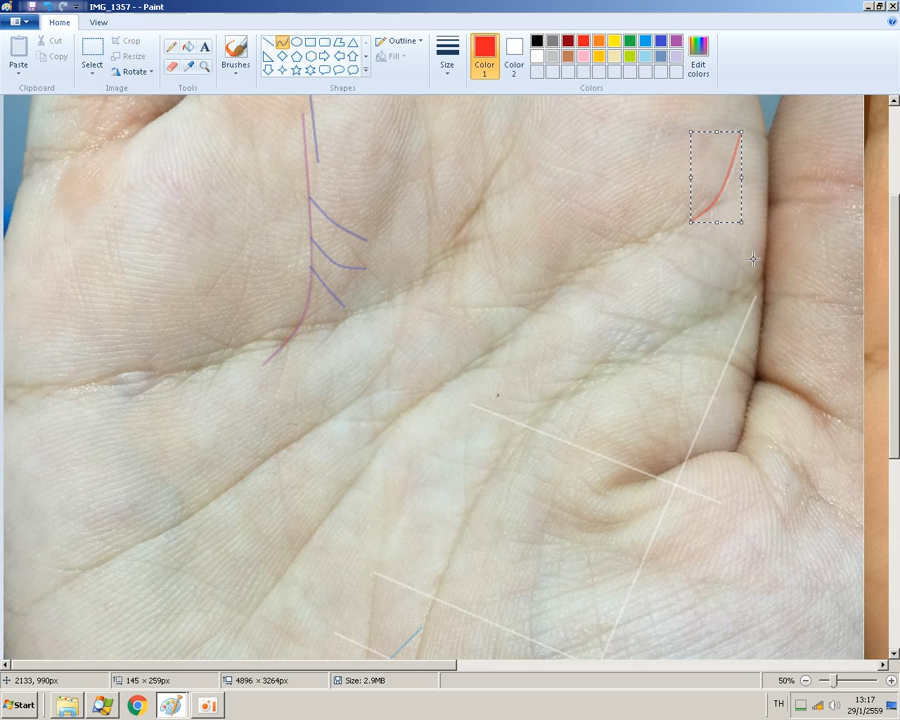 IMG_1357 - - Paint
Home
View
Paste
Cut
Copy
Clipboard
Select
Crop
Resize
Rotate
Image
Tools
Brushes
Shapes
Outline
Fill
Size
Color 1
Color 2
Colors
Edit colors
2133, 990px
145 × 259px
4896 × 3264px
Size: 2.9MB
50%
Start
TH
13:17
29/1/2559